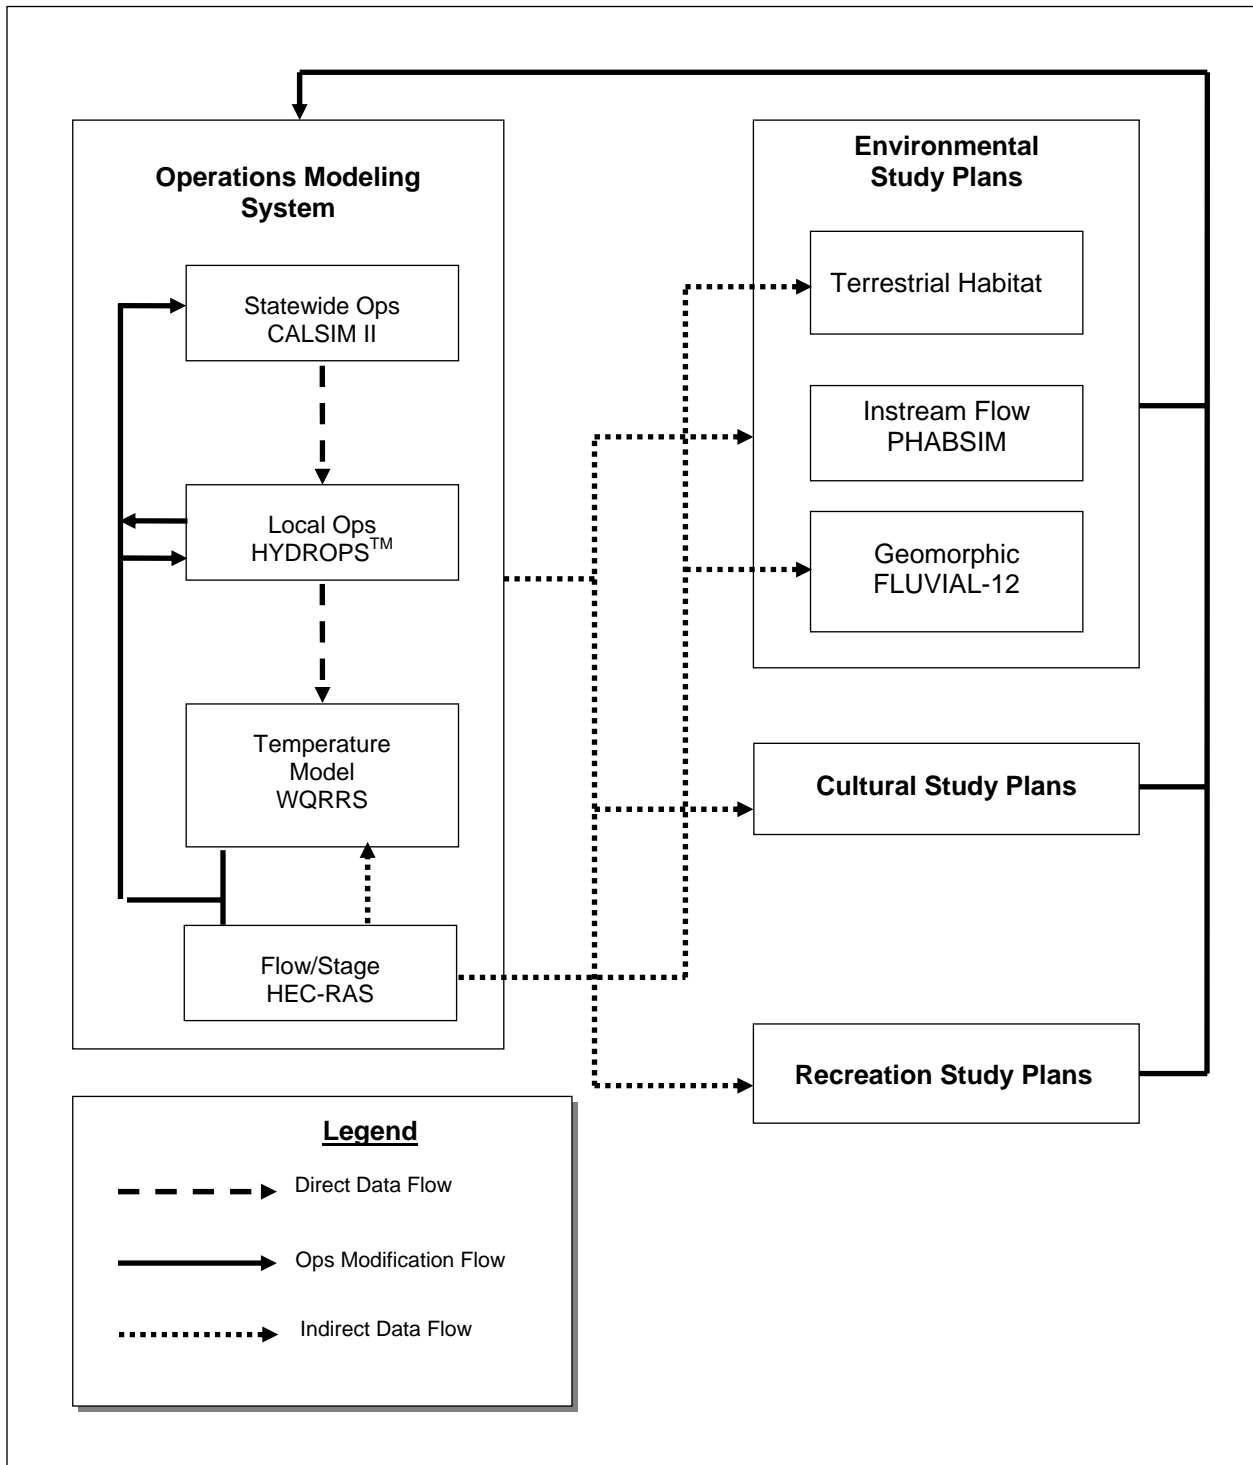 Operations Modeling
System
Statewide Ops
CALSIM II
Local Ops
HYDROPS™
Temperature
Model
WQRRS
Flow/Stage
HEC-RAS
Environmental
Study Plans
Terrestrial Habitat
Instream Flow
PHABSIM
Geomorphic
FLUVIAL-12
Cultural Study Plans
Recreation Study Plans
Legend
Direct Data Flow
Ops Modification Flow
Indirect Data Flow